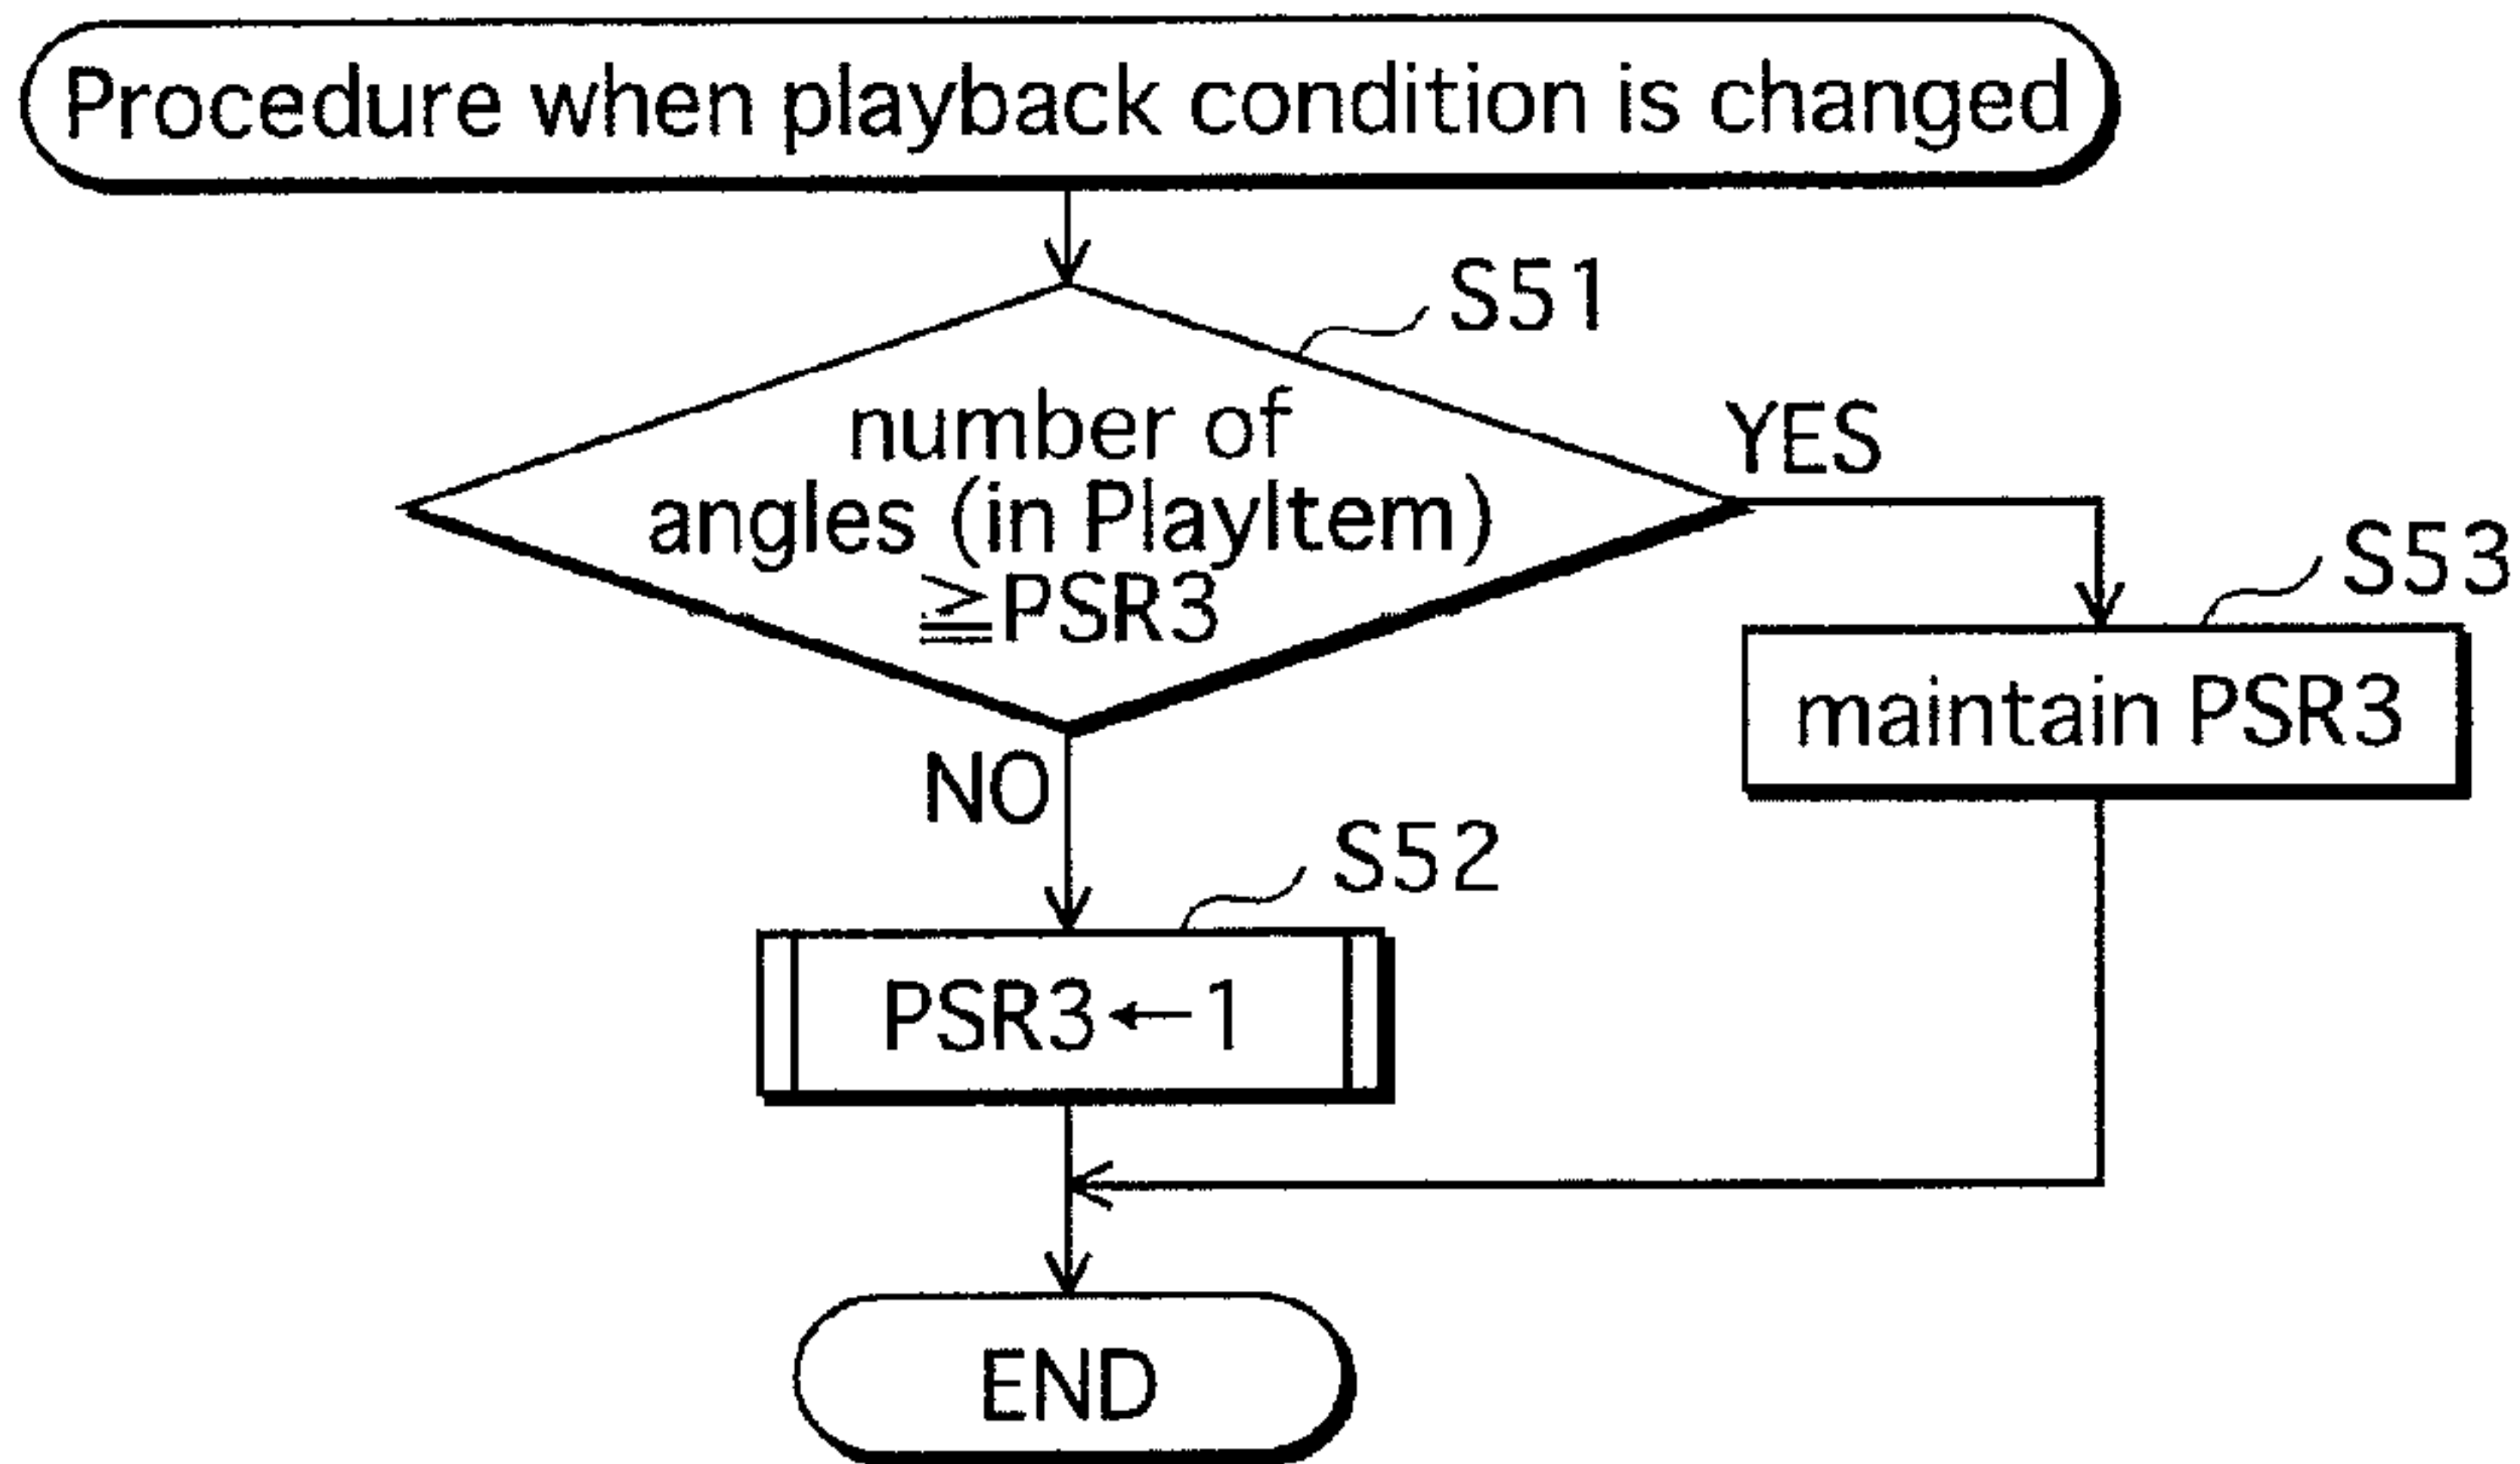 Procedure when playback condition is changed
S51
number of
angles (in PlayItem)
≧PSR3
YES
S53
maintain PSR3
NO
S52
PSR3←1
END